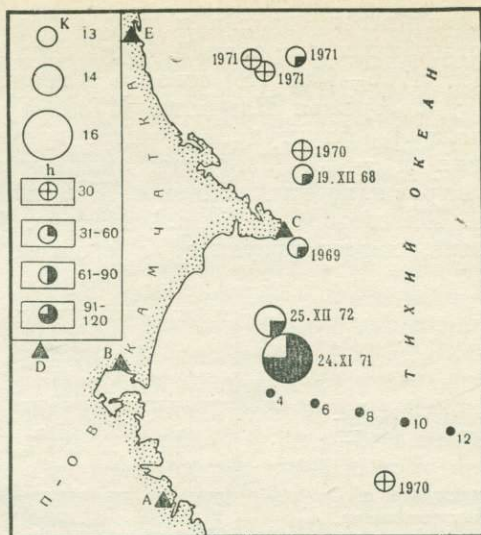 K
13
14
16
h
30
31-60
61-90
91-
120
E
1971
1971
1971
1970
19.XII 68
C
1969
25.XII 72
24.XI 71
4
6
8
10
12
1970
D
B
A
П-ОВ КАМЧАТКА
ТИХИЙ ОКЕАН